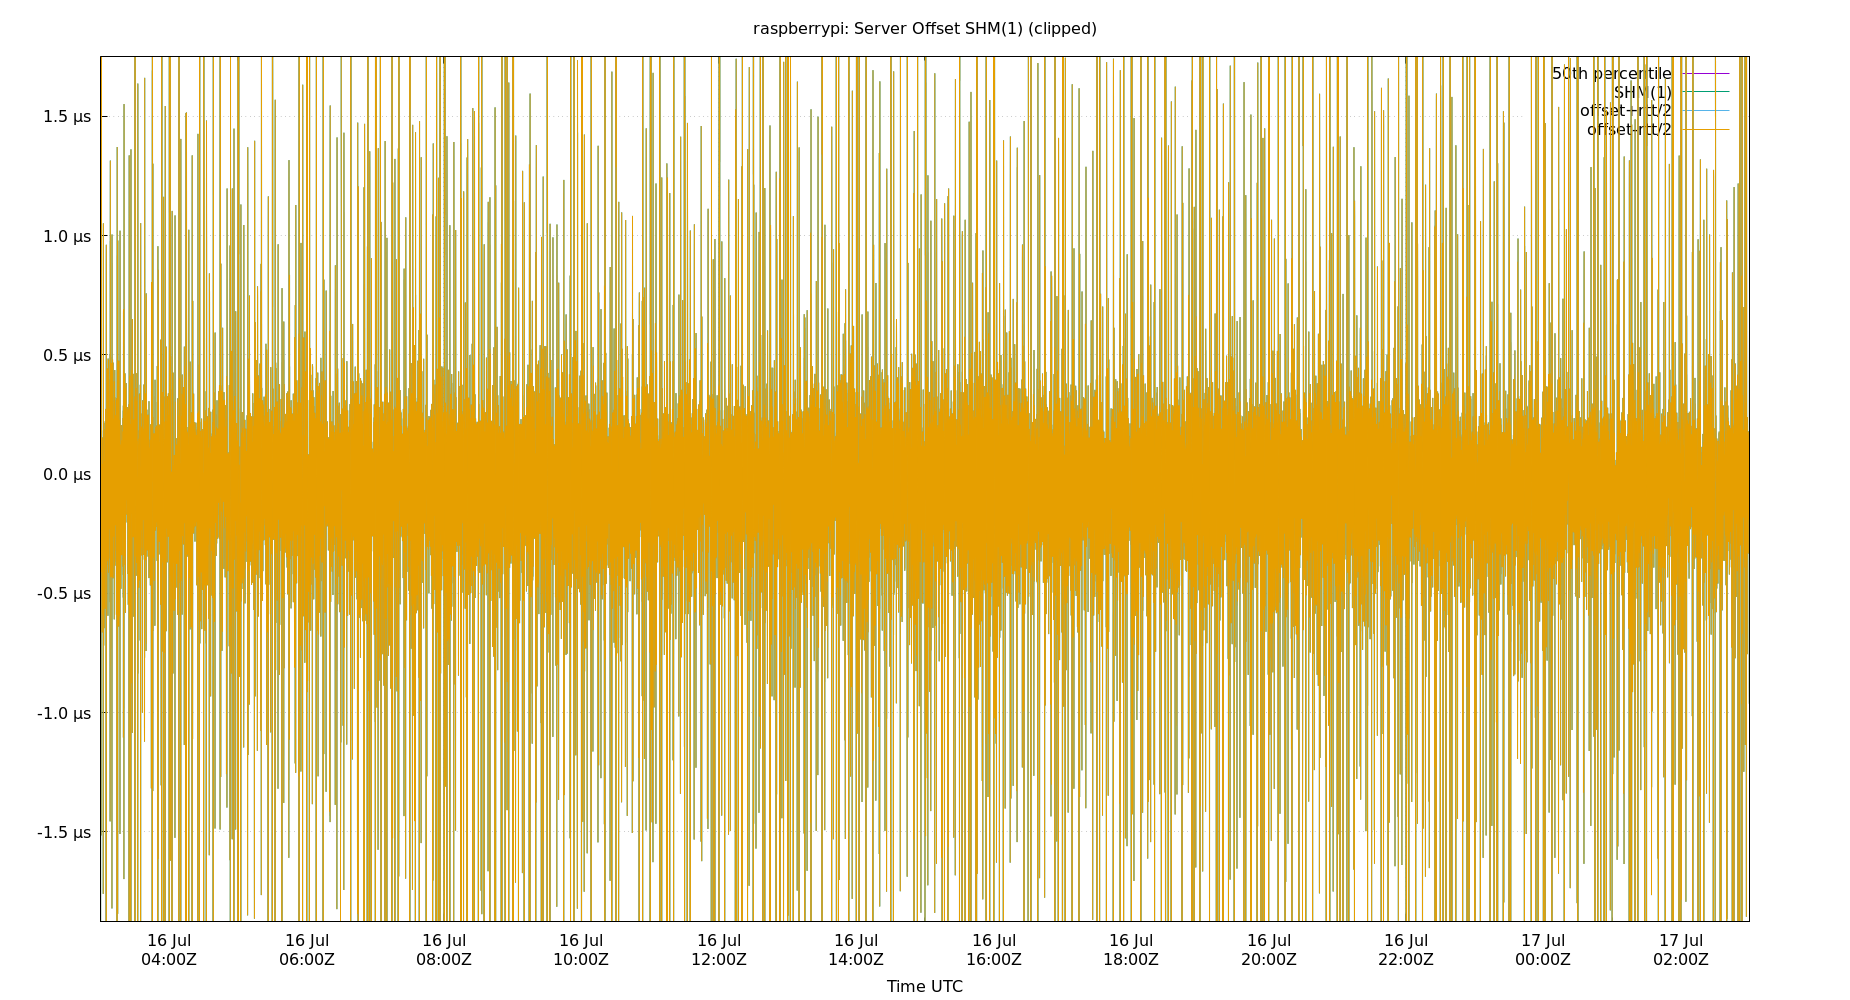 raspberrypi: Server Offset SHM(1) (clipped)
50th percentile
SHM(1)
offset+rtt/2
offset-rtt/2
1.5 µs
1.0 µs
0.5 µs
0.0 µs
-0.5 µs
-1.0 µs
-1.5 µs
16 Jul 16 Jul 16 Jul 16 Jul 16 Jul 16 Jul 16 Jul 16 Jul 16 Jul 16 Jul 17 Jul 17 Jul
04:00Z 06:00Z 08:00Z 10:00Z 12:00Z 14:00Z 16:00Z 18:00Z 20:00Z 22:00Z 00:00Z 02:00Z
Time UTC